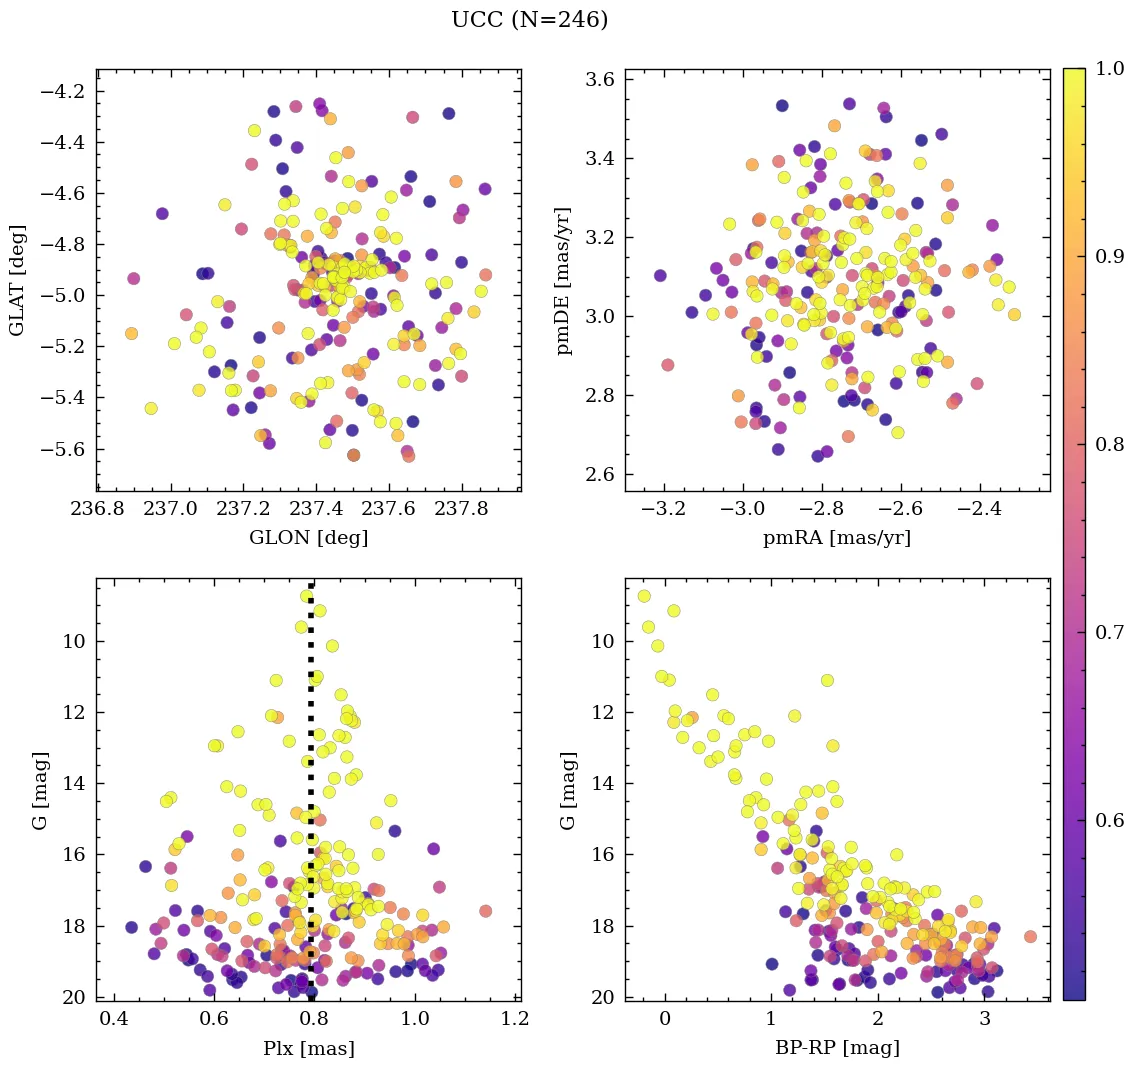 UCC (N=246)
−4.2
−4.4
−4.6
−4.8
−5.0
−5.2
−5.4
−5.6
GLAT [deg]
236.8 237.0 237.2 237.4 237.6 237.8
GLON [deg]
3.6
3.4
3.2
3.0
2.8
2.6
pmDE [mas/yr]
−3.2 −3.0 −2.8 −2.6 −2.4
pmRA [mas/yr]
1.0
0.9
0.8
0.7
0.6
10
12
14
16
18
20
G [mag]
0.4 0.6 0.8 1.0 1.2
Plx [mas]
10
12
14
16
18
20
G [mag]
0 1 2 3
BP-RP [mag]